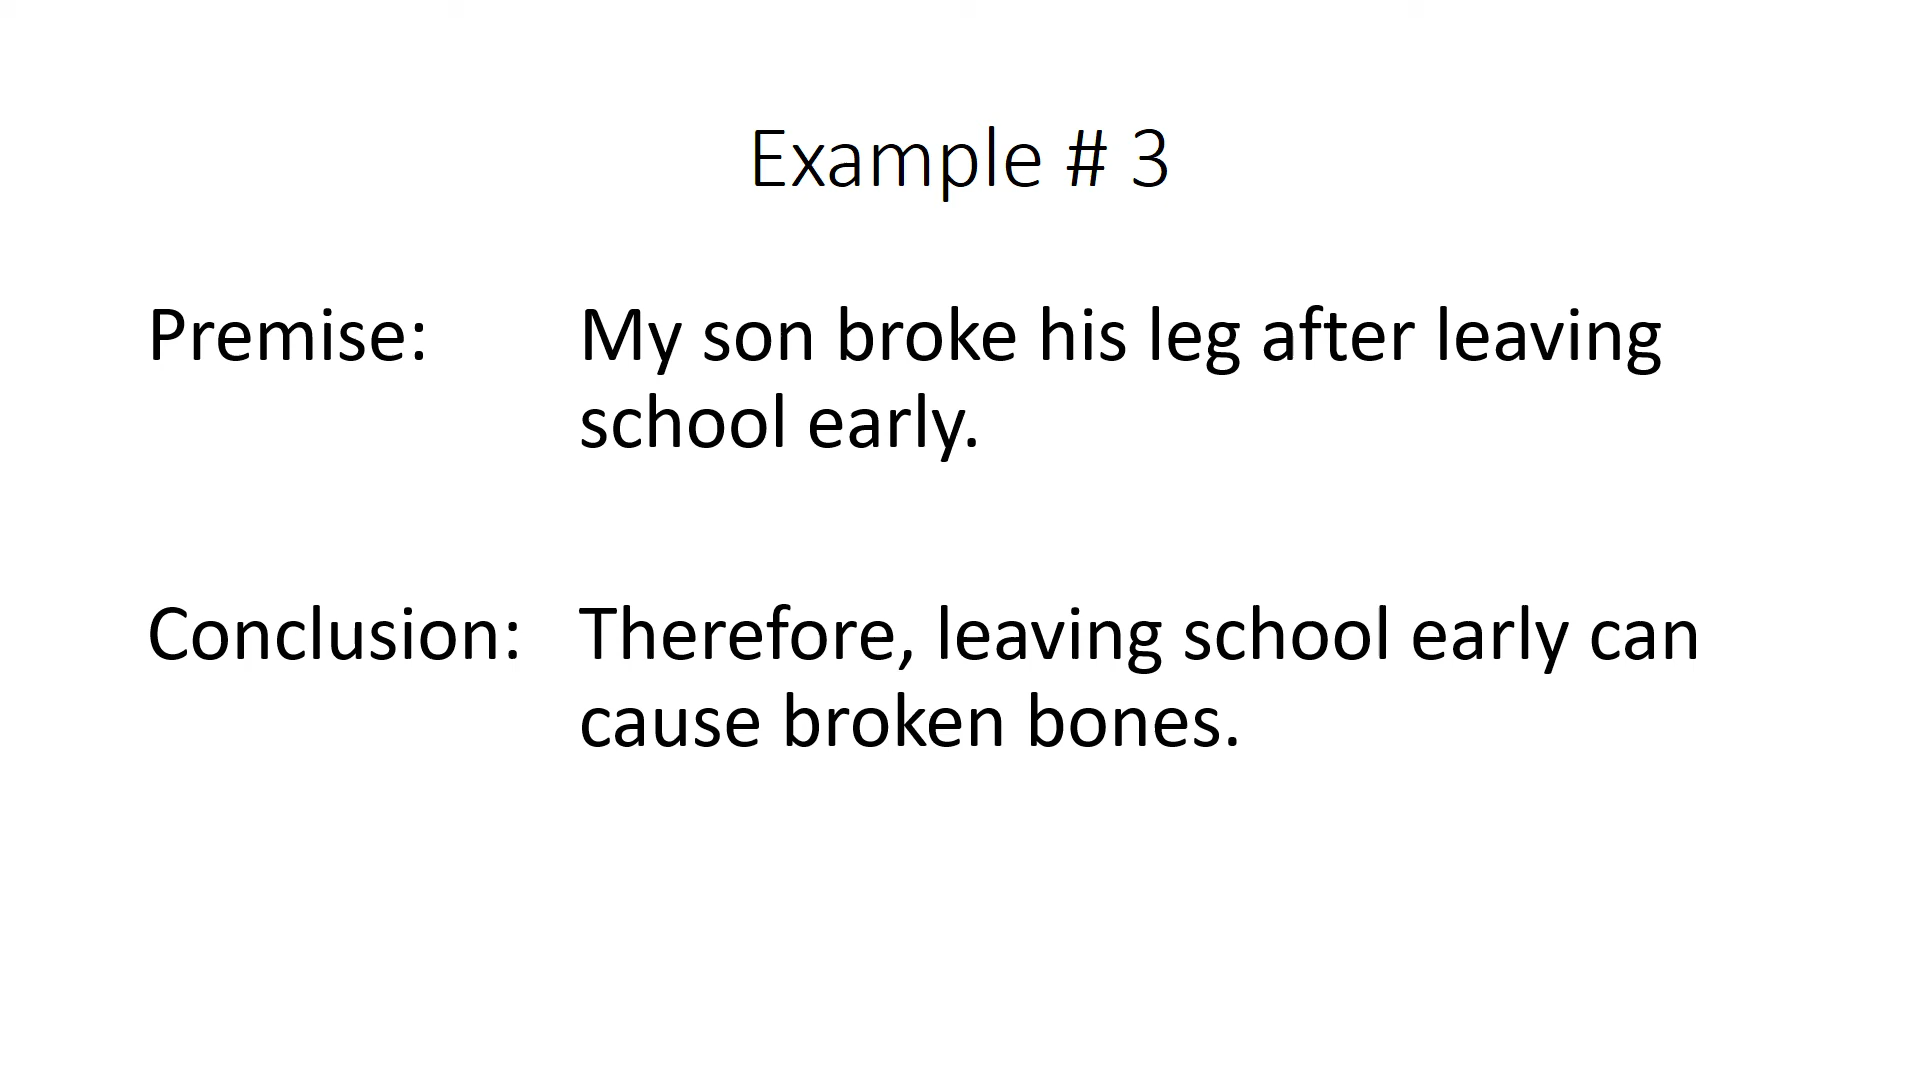 Example # 3
Premise: My son broke his leg after leaving
school early.
Conclusion: Therefore, leaving school early can
cause broken bones.